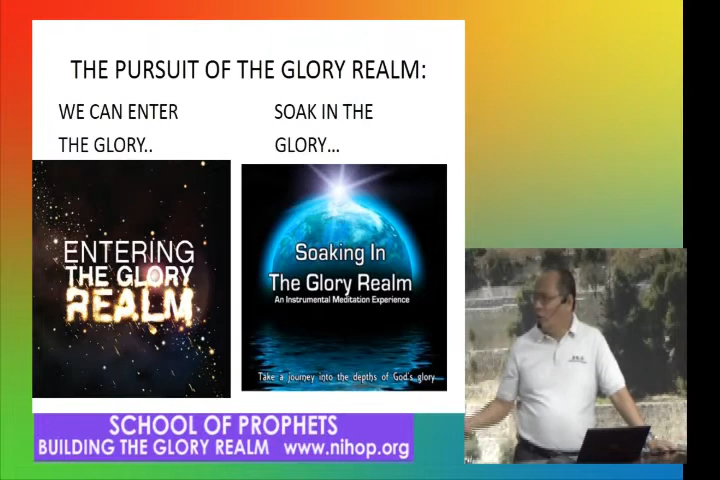 THE PURSUIT OF THE GLORY REALM:
WE CAN ENTER
THE GLORY..
SOAK IN THE
GLORY...
ENTERING
THE GLORY
REALM
Soaking In
The Glory Realm
An Instrumental Meditation Experience
Take a journey into the depths of God's glory...
SCHOOL OF PROPHETS
BUILDING THE GLORY REALM www.nihop.org